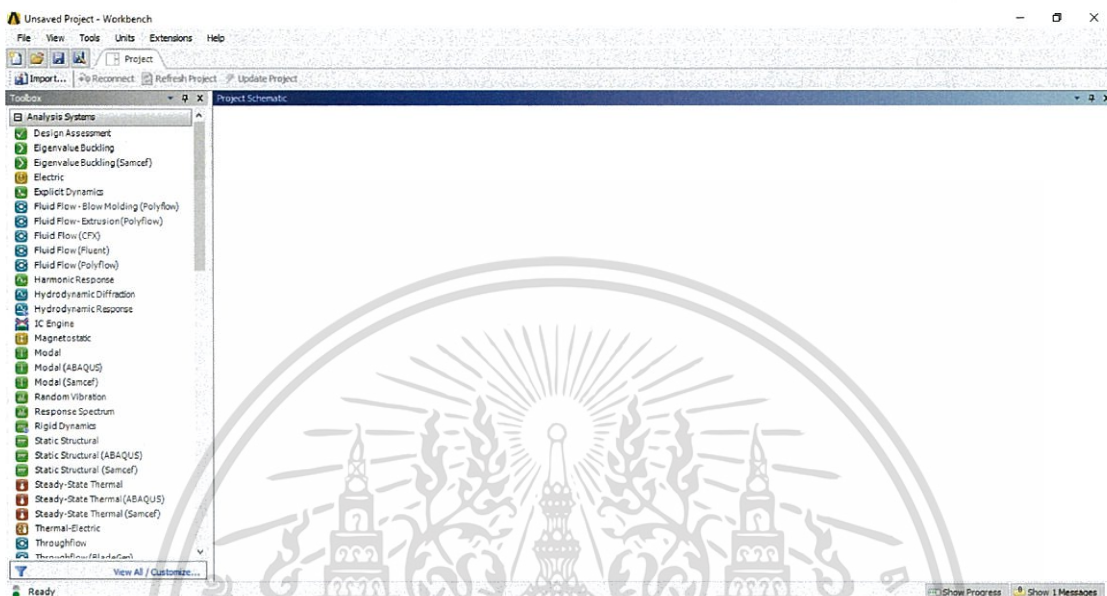 Unsaved Project - Workbench
File View Tools Units Extensions Help
Project
Import... Reconnect Refresh Project Update Project
Toolbox
Project Schematic
Analysis Systems
Design Assessment
Eigenvalue Buckling
Eigenvalue Buckling (Samcef)
Electric
Explicit Dynamics
Fluid Flow - Blow Molding (Polyflow)
Fluid Flow - Extrusion (Polyflow)
Fluid Flow (CFX)
Fluid Flow (Fluent)
Fluid Flow (Polyflow)
Harmonic Response
Hydrodynamic Diffraction
Hydrodynamic Response
IC Engine
Magnetostatic
Modal
Modal (ABAQUS)
Modal (Samcef)
Random Vibration
Response Spectrum
Rigid Dynamics
Static Structural
Static Structural (ABAQUS)
Static Structural (Samcef)
Steady-State Thermal
Steady-State Thermal (ABAQUS)
Steady-State Thermal (Samcef)
Thermal-Electric
Throughflow
Throughflow (BladeGen)
View All / Customize...
Ready
Show Progress Show 1 Messages